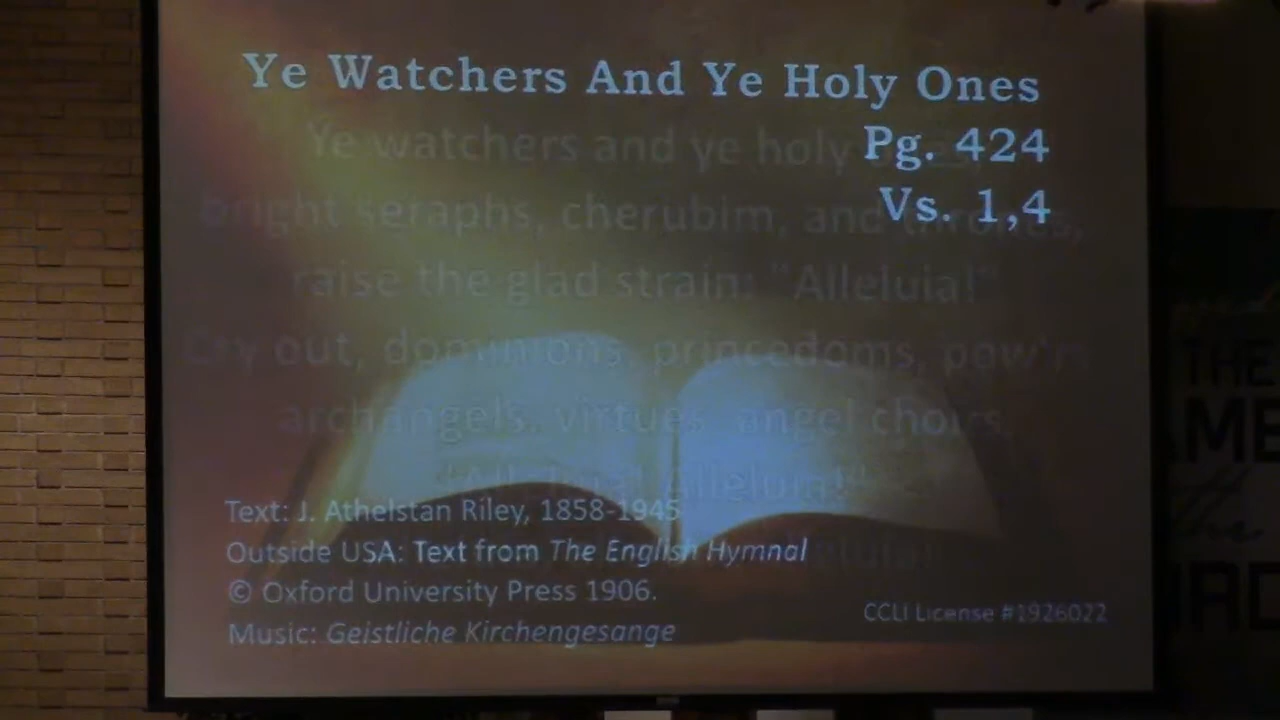 Ye Watchers And Ye Holy Ones
Pg. 424
Vs. 1,4
Ye watchers and ye holy
bright seraphs, cherubim, and thrones,
raise the glad strain: "Alleluia!"
Cry out, dominions, princedoms, pow'rs,
archangels, virtues, angel choirs,
Text: J. Athelstan Riley, 1858-1945
Outside USA: Text from The English Hymnal
© Oxford University Press 1906.
Music: Geistliche Kirchengesange
CCLI License #1926022
THE